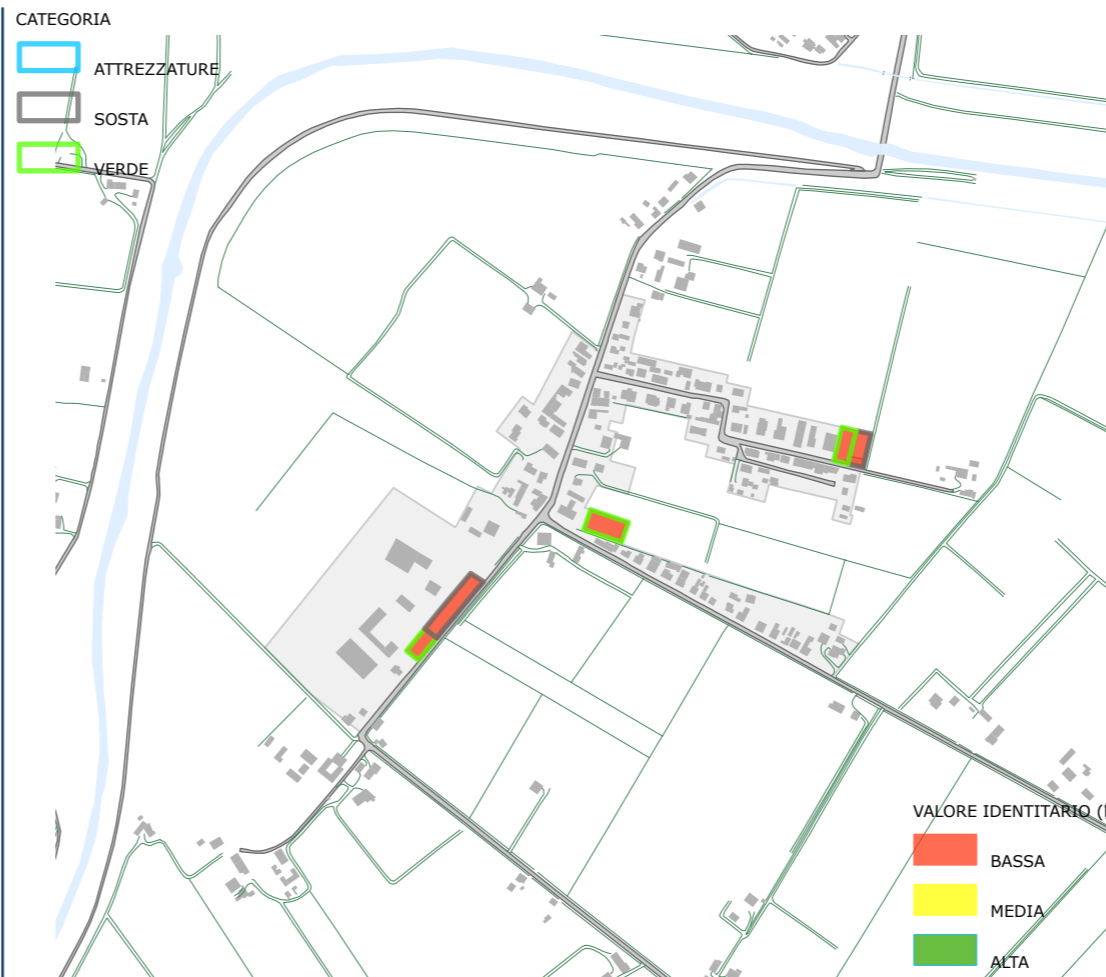 CATEGORIA
ATTREZZATURE
SOSTA
VERDE
VALORE IDENTITARIO (
BASSA
MEDIA
ALTA